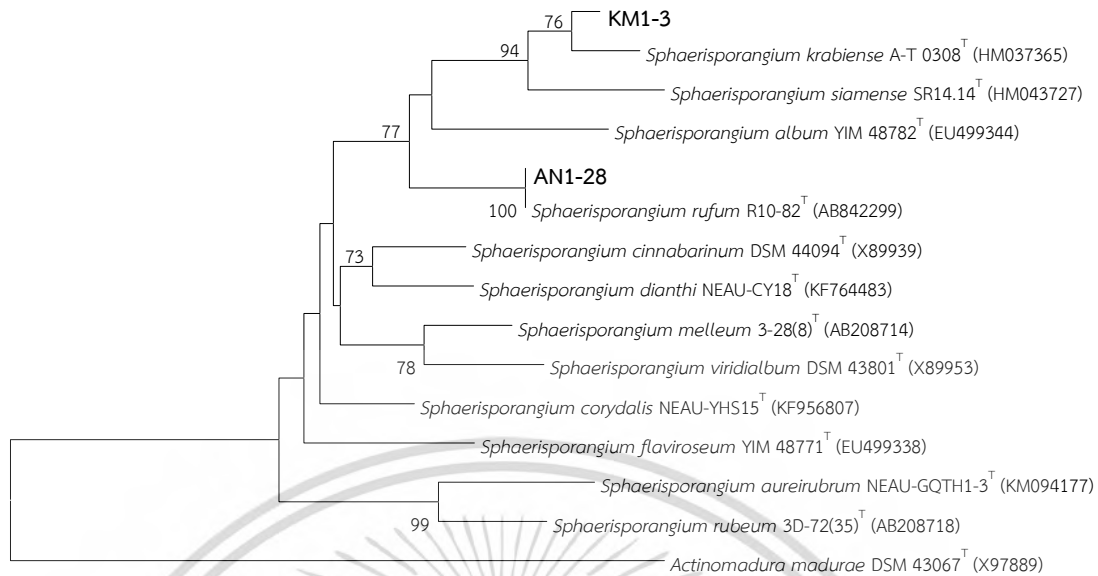 76 KM1-3
94 Sphaerisporangium krabiense A-T 0308T (HM037365)
Sphaerisporangium siamense SR14.14T (HM043727)
77 Sphaerisporangium album YIM 48782T (EU499344)
AN1-28
100 Sphaerisporangium rufum R10-82T (AB842299)
73 Sphaerisporangium cinnabarinum DSM 44094T (X89939)
Sphaerisporangium dianthi NEAU-CY18T (KF764483)
Sphaerisporangium melleum 3-28(8)T (AB208714)
78 Sphaerisporangium viridialbum DSM 43801T (X89953)
Sphaerisporangium corydalis NEAU-YHS15T (KF956807)
Sphaerisporangium flaviroseum YIM 48771T (EU499338)
Sphaerisporangium aureirubrum NEAU-GQTH1-3T (KM094177)
99 Sphaerisporangium rubeum 3D-72(35)T (AB208718)
Actinomadura madurae DSM 43067T (X97889)